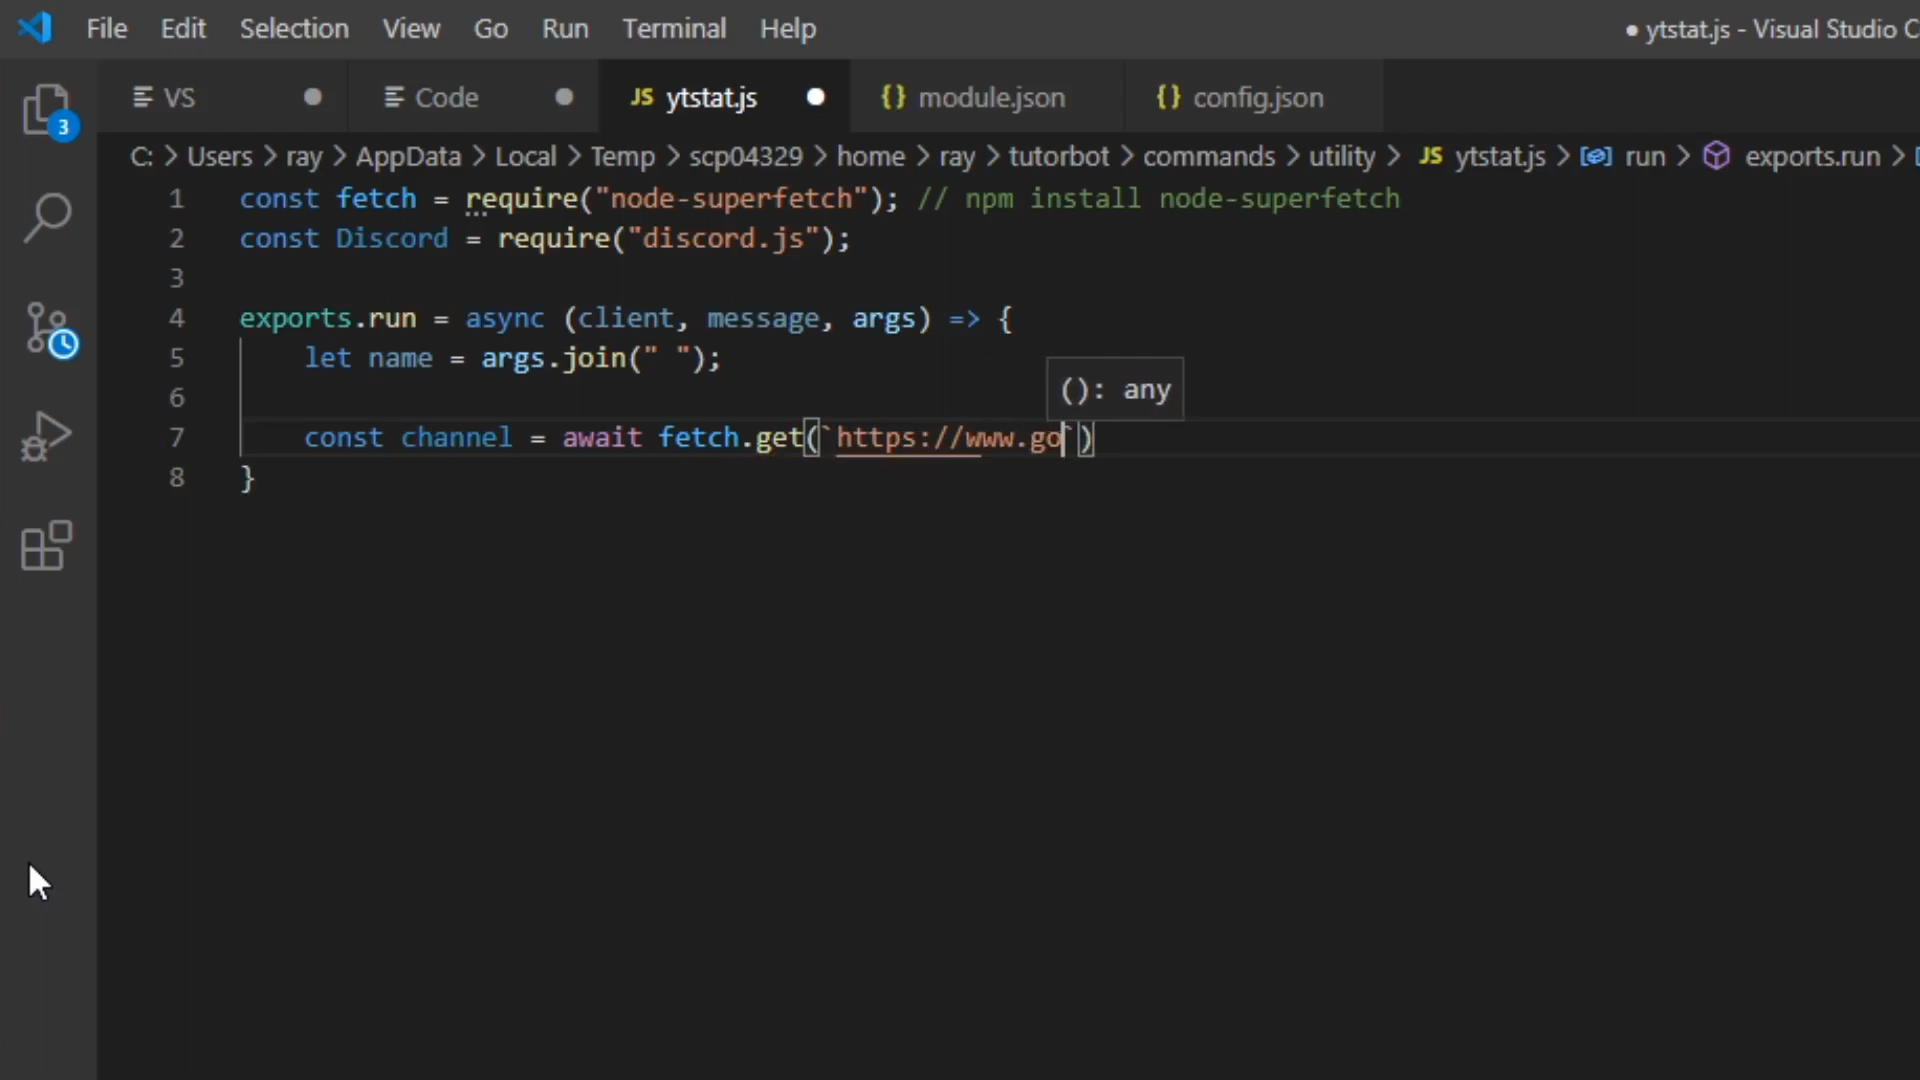 File Edit Selection View Go Run Terminal Help ● ytstat.js - Visual Studio C
VS ● Code ● JS ytstat.js ● {} module.json {} config.json
C: > Users > ray > AppData > Local > Temp > scp04329 > home > ray > tutorbot > commands > utility > JS ytstat.js > run > exports.run >
3
1 const fetch = require("node-superfetch"); // npm install node-superfetch
2 const Discord = require("discord.js");
3
4 exports.run = async (client, message, args) => {
5 let name = args.join(" ");
6
(): any
7 const channel = await fetch.get(`https://www.go`)
8 }